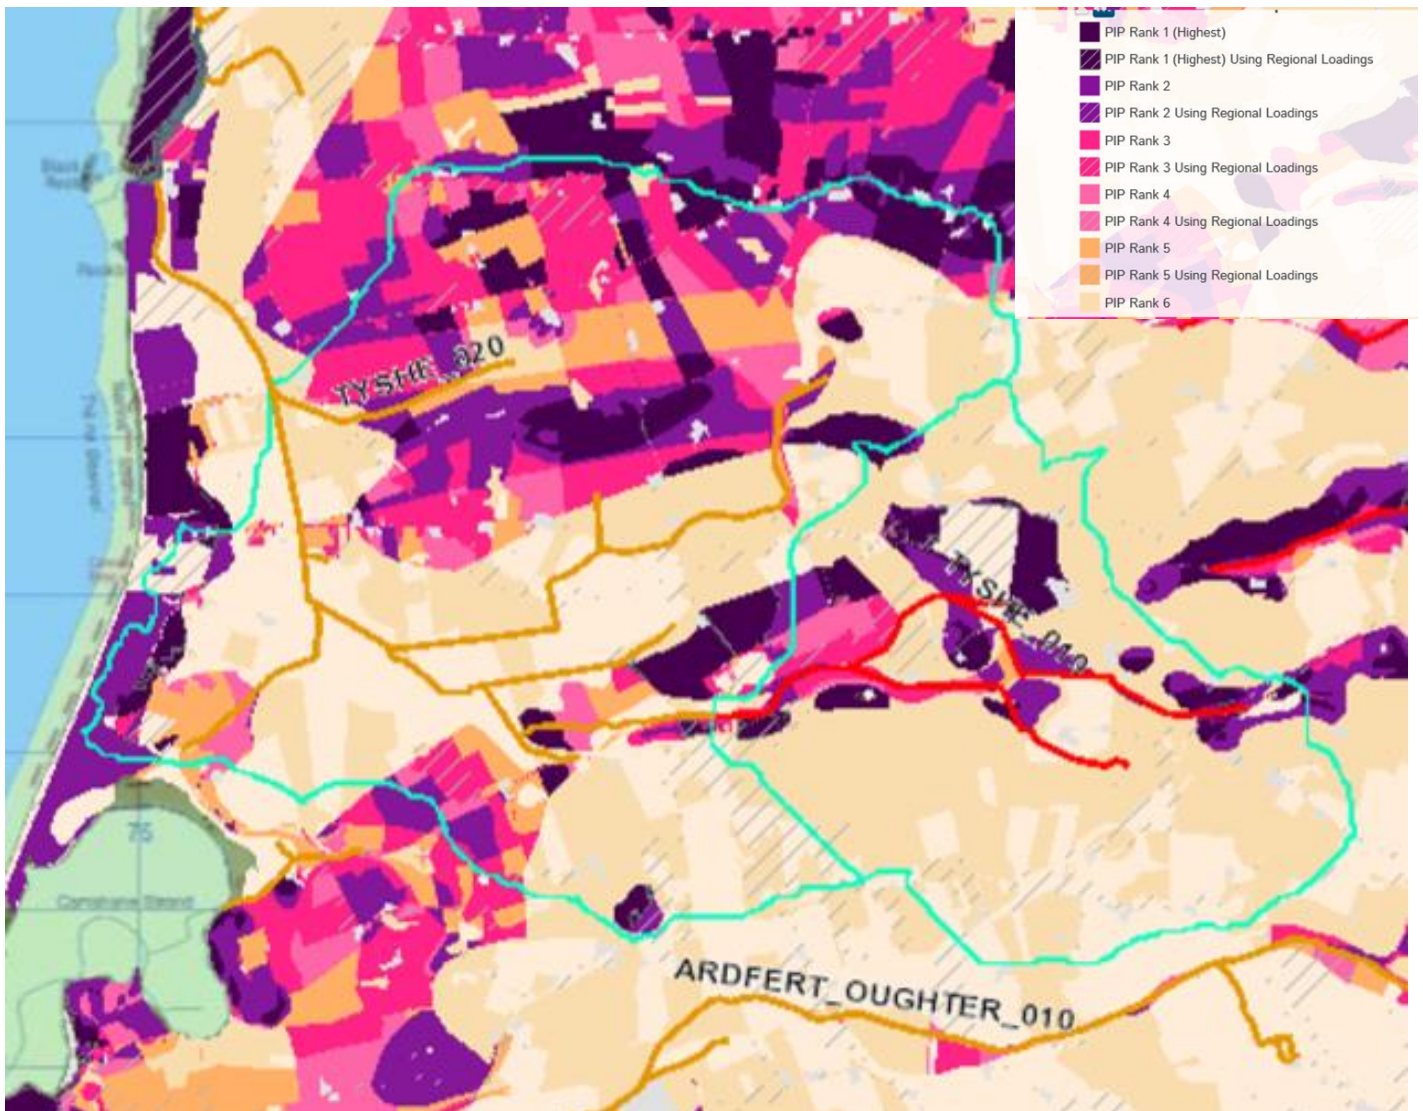 PIP Rank 1 (Highest)
PIP Rank 1 (Highest) Using Regional Loadings
PIP Rank 2
PIP Rank 2 Using Regional Loadings
PIP Rank 3
PIP Rank 3 Using Regional Loadings
PIP Rank 4
PIP Rank 4 Using Regional Loadings
PIP Rank 5
PIP Rank 5 Using Regional Loadings
PIP Rank 6
TYSHE_020
TYSHE_010
75
ARDFERT_OUGHTER_010